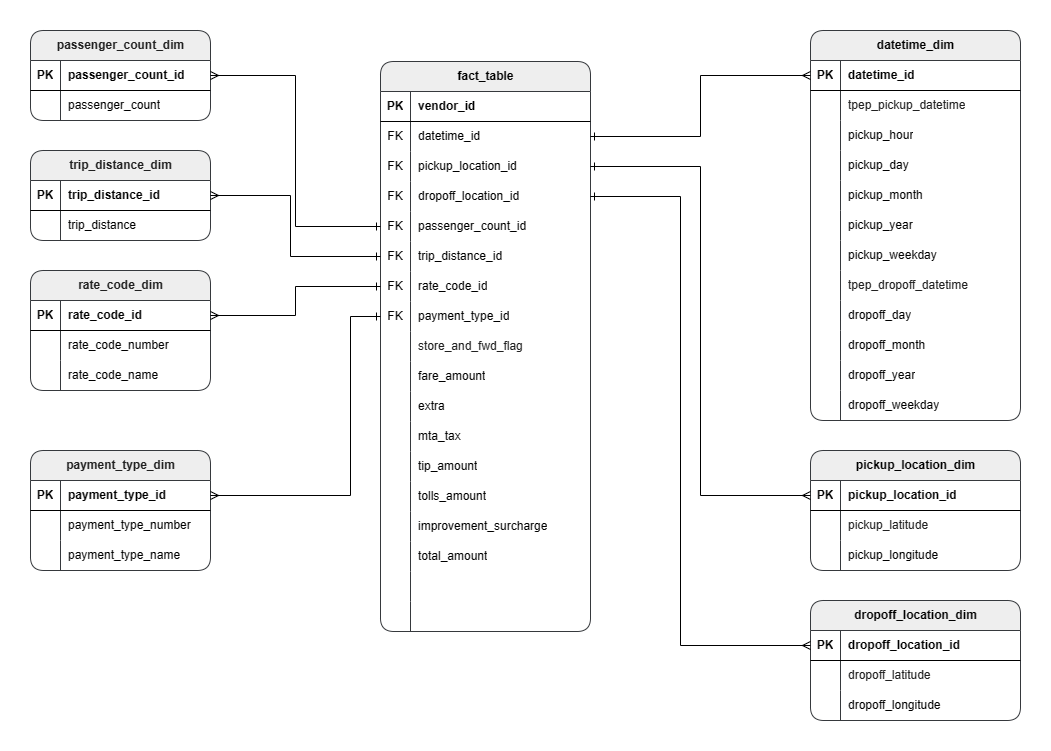 passenger_count_dim
PK passenger_count_id
passenger_count
trip_distance_dim
PK trip_distance_id
trip_distance
rate_code_dim
PK rate_code_id
rate_code_number
rate_code_name
payment_type_dim
PK payment_type_id
payment_type_number
payment_type_name
fact_table
PK vendor_id
FK datetime_id
FK pickup_location_id
FK dropoff_location_id
FK passenger_count_id
FK trip_distance_id
FK rate_code_id
FK payment_type_id
store_and_fwd_flag
fare_amount
extra
mta_tax
tip_amount
tolls_amount
improvement_surcharge
total_amount
datetime_dim
PK datetime_id
tpep_pickup_datetime
pickup_hour
pickup_day
pickup_month
pickup_year
pickup_weekday
tpep_dropoff_datetime
dropoff_day
dropoff_month
dropoff_year
dropoff_weekday
pickup_location_dim
PK pickup_location_id
pickup_latitude
pickup_longitude
dropoff_location_dim
PK dropoff_location_id
dropoff_latitude
dropoff_longitude